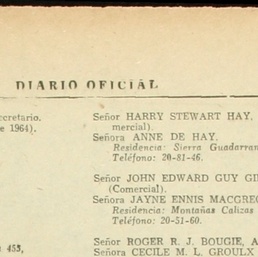 DIARIO OFICIAL
ecretario.
e 1964).
Señor HARRY STEWART HAY,
mercial).
Señora ANNE DE HAY.
Residencia: Sierra Guadarran
Teléfono: 20-81-46.
Señor JOHN EDWARD GUY GI
(Comercial).
Señora JAYNE ENNIS MACGREG
Residencia: Montañas Calizas
Teléfono: 20-51-60.
453,
Señor ROGER R. J. BOUGIE, A
Señora CECILE M. L. GROULX